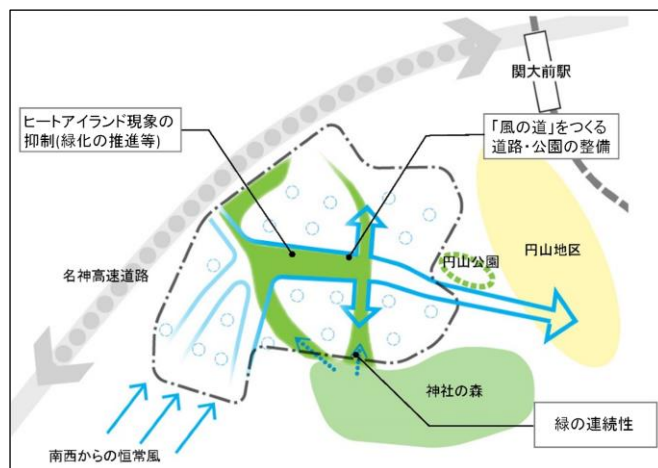 関大前駅
ヒートアイランド現象の
抑制(緑化の推進等)
「風の道」をつくる
道路・公園の整備
名神高速道路
円山公園
円山地区
神社の森
緑の連続性
南西からの恒常風